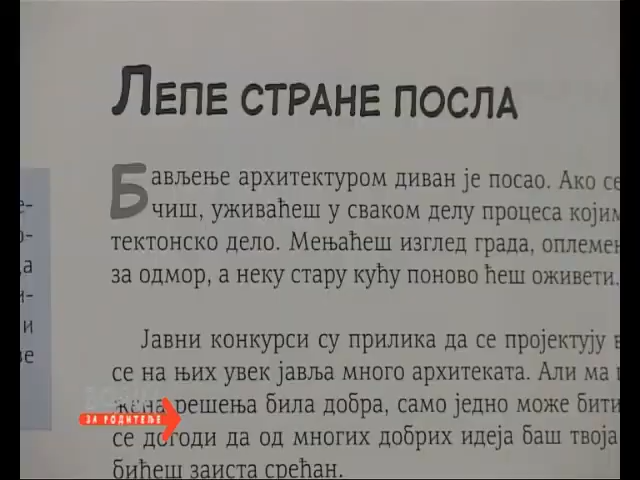 ЛЕПЕ СТРАНЕ ПОСЛА
Бављење архитектуром диван је посао. Ако се
чиш, уживаћеш у сваком делу процеса којим
тектонско дело. Мењаћеш изглед града, оплемен
за одмор, а неку стару кућу поново ћеш оживети.
Јавни конкурси су прилика да се пројектују
се на њих увек јавља много архитеката. Али ма
жена решења била добра, само једно може бити
се догоди да од многих добрих идеја баш твоја
бићеш заиста срећан.
ЗА РОДИТЕЉЕ